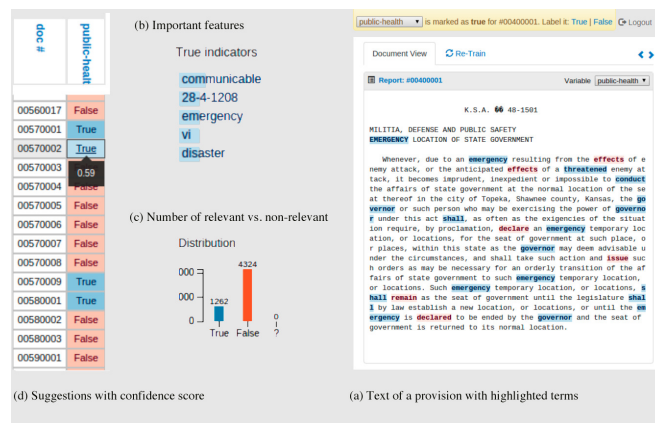 doc #
public-healt
00560017 False
00570001 True
00570002 True
0.59
00570003
00570004 False
00570005 False
00570006 False
00570007 False
00570008 False
00570009 True
00580001 True
00580002 False
00580003 False
00590001 False
(d) Suggestions with confidence score
(b) Important features
True indicators
communicable
28-4-1208
emergency
vi
disaster
(c) Number of relevant vs. non-relevant
Distribution
000
000
0
1262
4324
0
True False ?
public-health is marked as true for #00400001. Label it: True | False Logout
Document View Re-Train
Report: #00400001 Variable public-health
K.S.A. �� 48-1501
MILITIA, DEFENSE AND PUBLIC SAFETY
EMERGENCY LOCATION OF STATE GOVERNMENT
Whenever, due to an emergency resulting from the effects of e
nemy attack, or the anticipated effects of a threatened enemy at
tack, it becomes imprudent, inexpedient or impossible to conduct
the affairs of state government at the normal location of the se
at thereof in the city of Topeka, Shawnee county, Kansas, the go
vernor or such person who may be exercising the power of governo
r under this act shall, as often as the exigencies of the situat
ion require, by proclamation, declare an emergency temporary loc
ation, or locations, for the seat of government at such place, o
r places, within this state as the governor may deem advisable u
nder the circumstances, and shall take such action and issue suc
h orders as may be necessary for an orderly transition of the af
fairs of state government to such emergency temporary location,
or locations. Such emergency temporary location, or locations, s
hall remain as the seat of government until the legislature shal
l by law establish a new location, or locations, or until the em
ergency is declared to be ended by the governor and the seat of
government is returned to its normal location.
(a) Text of a provision with highlighted terms